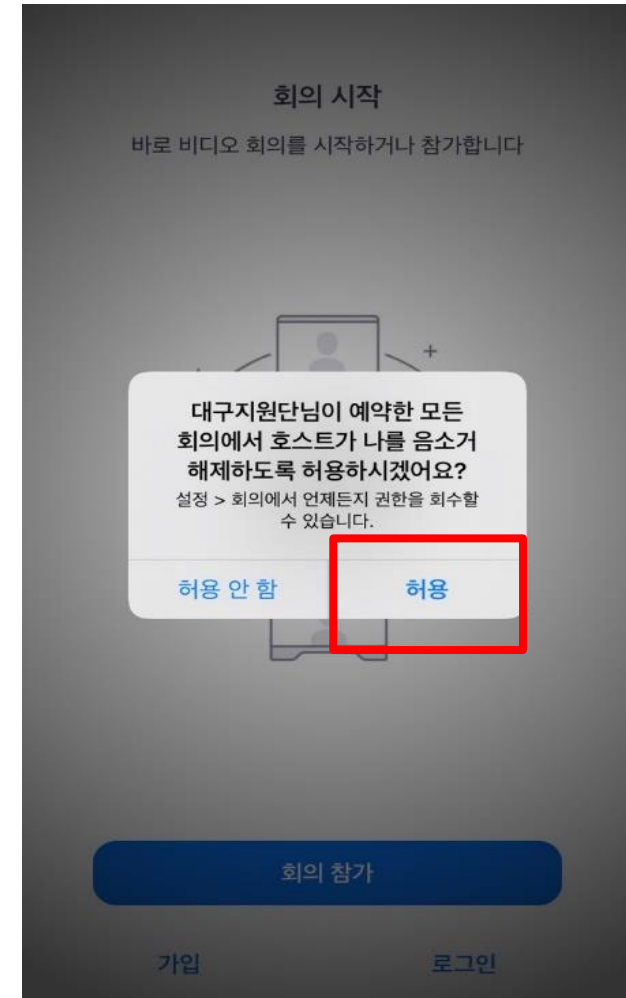 회의 시작
바로 비디오 회의를 시작하거나 참가합니다
대구지원단님이 예약한 모든
회의에서 호스트가 나를 음소거
해제하도록 허용하시겠어요?
설정 > 회의에서 언제든지 권한을 회수할
수 있습니다.
허용 안 함
허용
회의 참가
가입
로그인